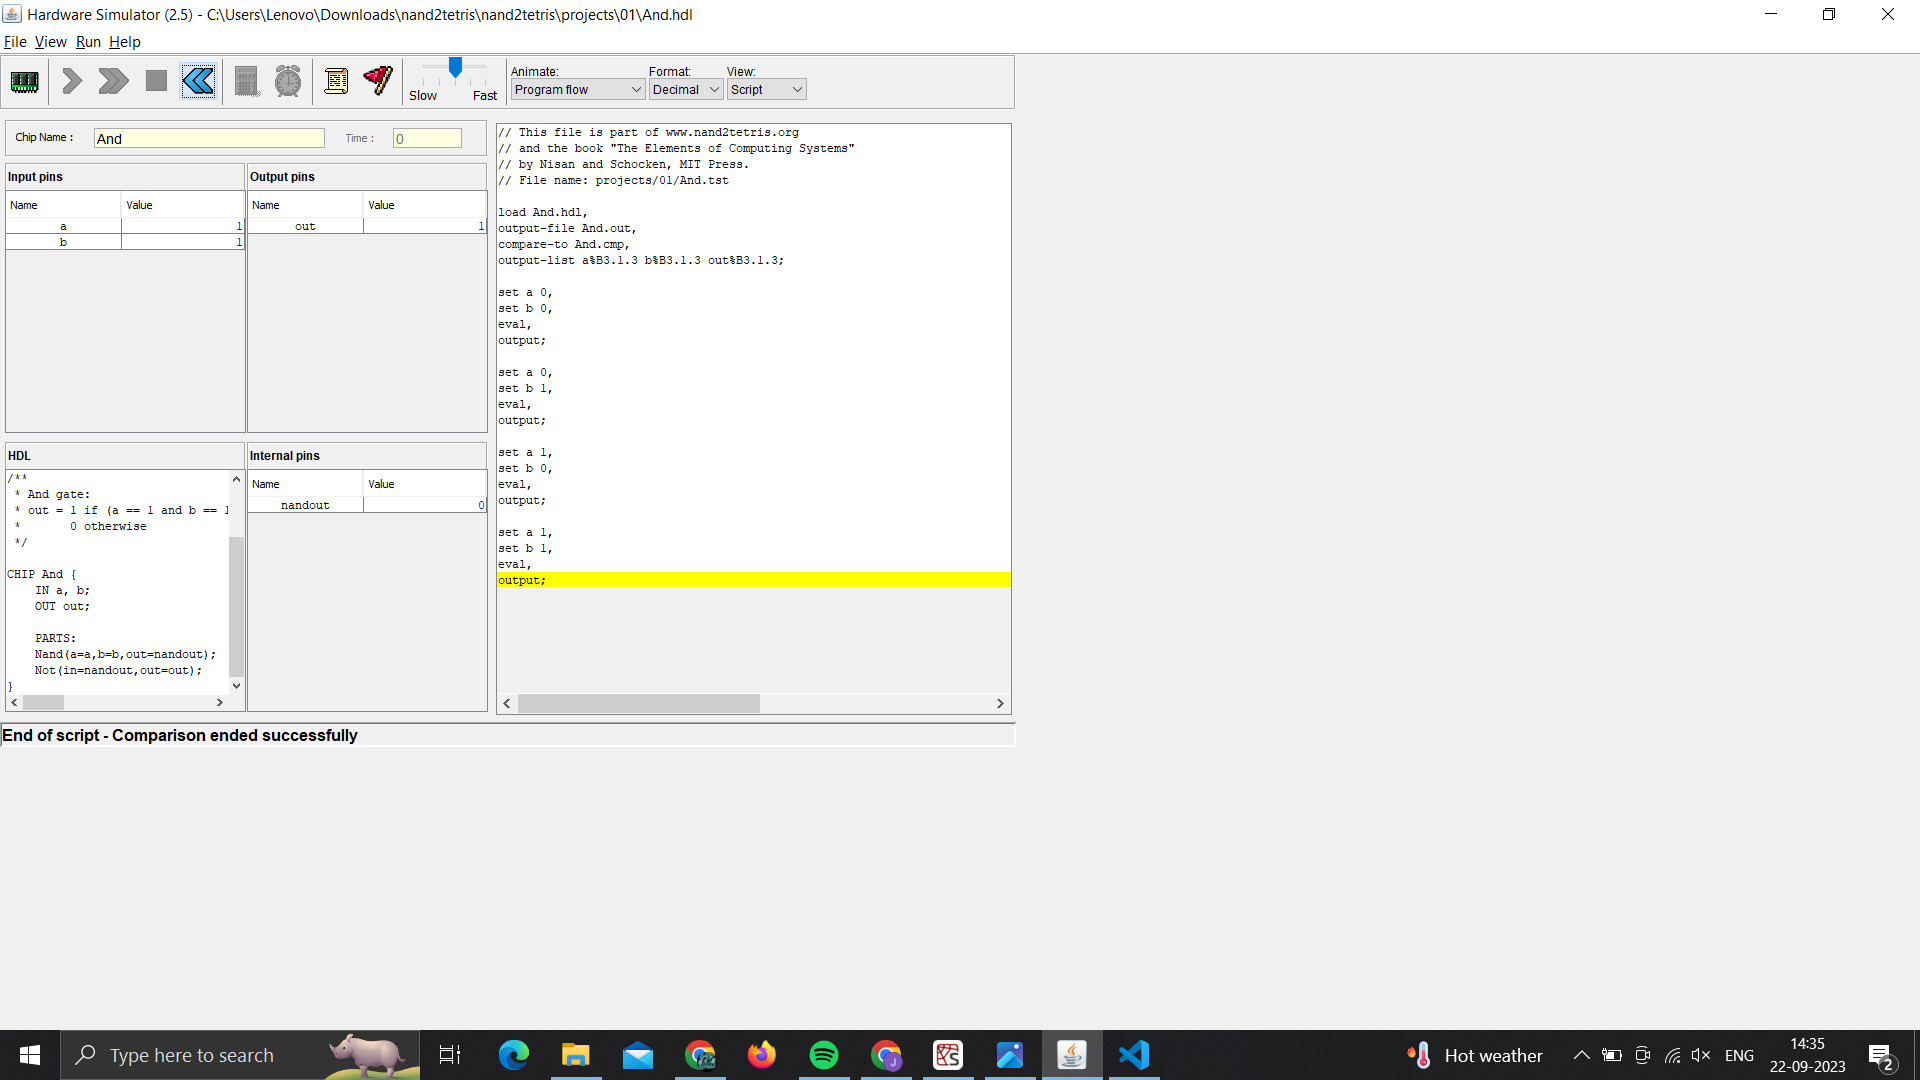 Hardware Simulator (2.5) - C:\Users\Lenovo\Downloads\nand2tetris\nand2tetris\projects\01\And.hdl
File View Run Help
Slow Fast
Animate:
Program flow
Format:
Decimal
View:
Script
Chip Name :
And
Time :
0
Input pins
Name Value
a 1
b 1
Output pins
Name Value
out 1
HDL
/**
* And gate:
* out = 1 if (a == 1 and b == 1
* 0 otherwise
*/
CHIP And {
IN a, b;
OUT out;
PARTS:
Nand(a=a,b=b,out=nandout);
Not(in=nandout,out=out);
}
Internal pins
Name Value
nandout 0
// This file is part of www.nand2tetris.org
// and the book "The Elements of Computing Systems"
// by Nisan and Schocken, MIT Press.
// File name: projects/01/And.tst
load And.hdl,
output-file And.out,
compare-to And.cmp,
output-list a%B3.1.3 b%B3.1.3 out%B3.1.3;
set a 0,
set b 0,
eval,
output;
set a 0,
set b 1,
eval,
output;
set a 1,
set b 0,
eval,
output;
set a 1,
set b 1,
eval,
output;
End of script - Comparison ended successfully
Type here to search
Hot weather
ENG
14:35
22-09-2023
2